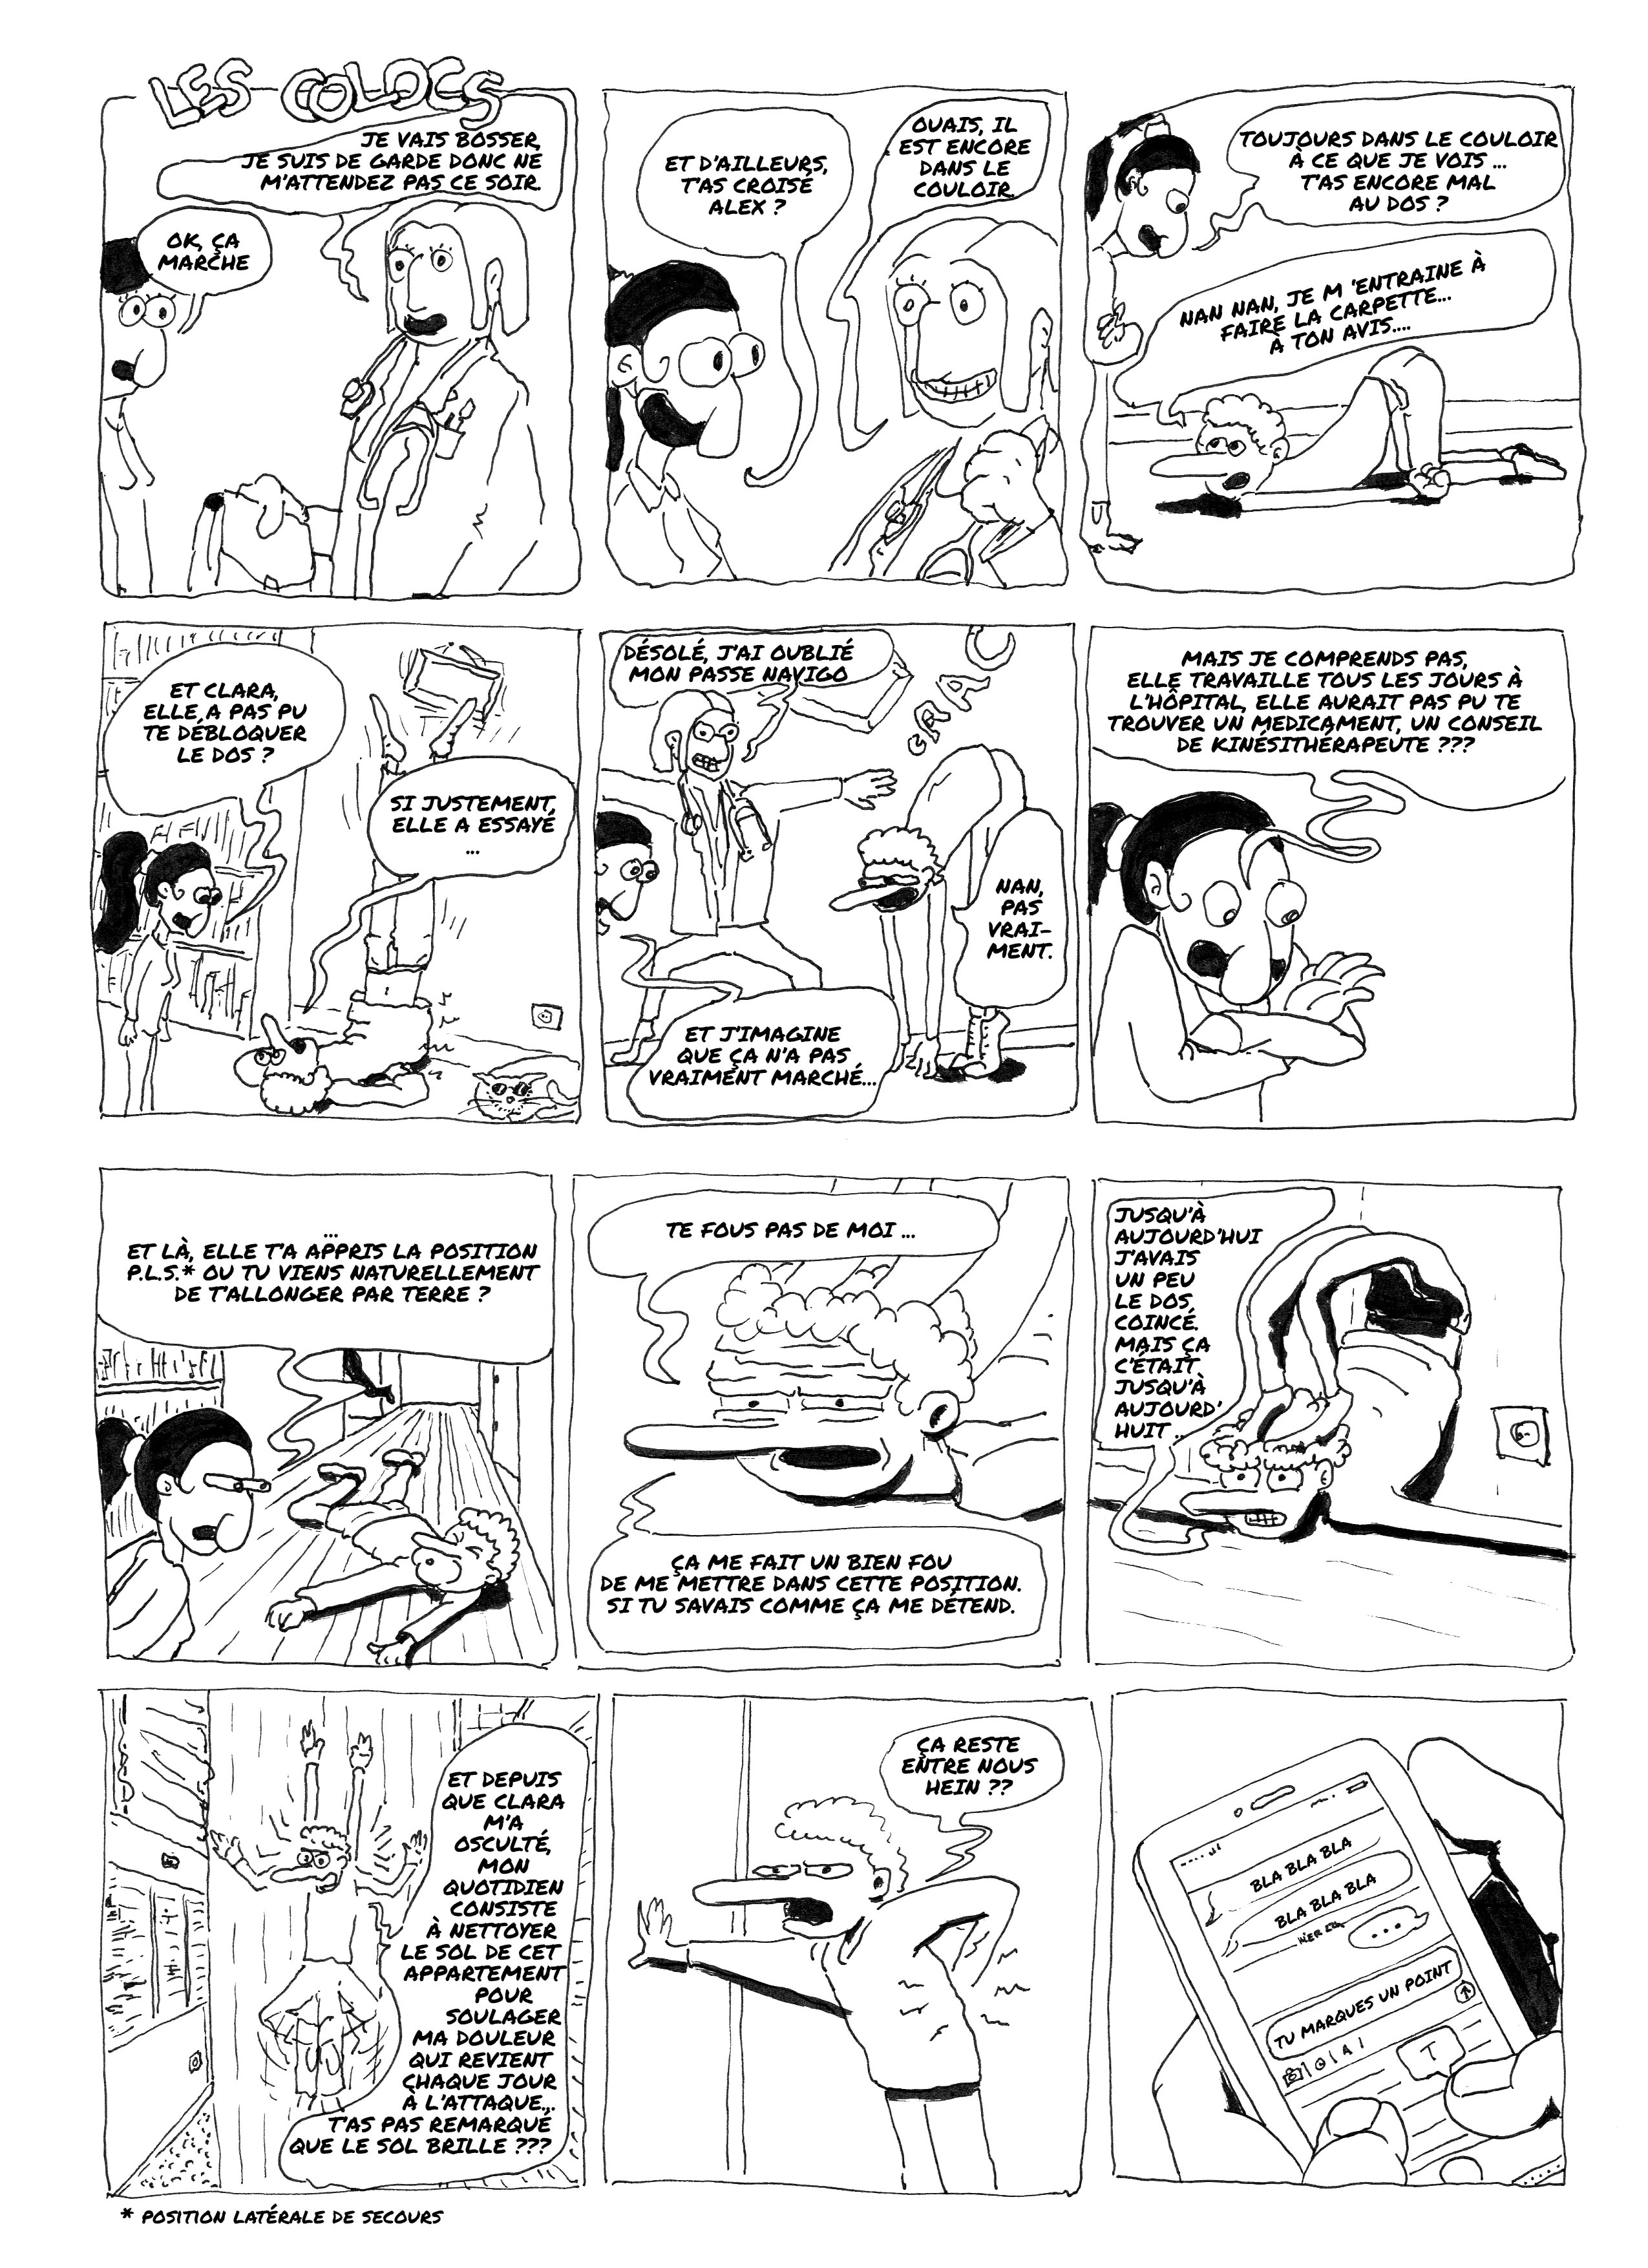 LES COLOCS
JE VAIS BOSSER,
JE SUIS DE GARDE DONC NE
M'ATTENDEZ PAS CE SOIR.
OK, ÇA
MARCHE
ET D'AILLEURS,
T'AS CROISÉ
ALEX ?
OUAIS, IL
EST ENCORE
DANS LE
COULOIR.
TOUJOURS DANS LE COULOIR
À CE QUE JE VOIS ...
T'AS ENCORE MAL
AU DOS ?
NAN NAN, JE M 'ENTRAINE À
FAIRE LA CARPETTE...
À TON AVIS....
ET CLARA,
ELLE A PAS PU
TE DÉBLOQUER
LE DOS ?
SI JUSTEMENT,
ELLE A ESSAYÉ
...
DÉSOLÉ, J'AI OUBLIÉ
MON PASSE NAVIGO
CRAC
NAN,
PAS
VRAI-
MENT.
ET J'IMAGINE
QUE ÇA N'A PAS
VRAIMENT MARCHÉ...
MAIS JE COMPRENDS PAS,
ELLE TRAVAILLE TOUS LES JOURS À
L'HÔPITAL, ELLE AURAIT PAS PU TE
TROUVER UN MEDICAMENT, UN CONSEIL
DE KINÉSITHÉRAPEUTE ???
...
ET LÀ, ELLE T'A APPRIS LA POSITION
P.L.S.* OU TU VIENS NATURELLEMENT
DE T'ALLONGER PAR TERRE ?
TE FOUS PAS DE MOI ...
ÇA ME FAIT UN BIEN FOU
DE ME METTRE DANS CETTE POSITION.
SI TU SAVAIS COMME ÇA ME DÉTEND.
JUSQU'À
AUJOURD'HUI
J'AVAIS
UN PEU
LE DOS
COINCÉ.
MAIS ÇA
C'ÉTAIT
JUSQU'À
AUJOURD'
HUIT ..
ET DEPUIS
QUE CLARA
M'A
OSCULTÉ,
MON
QUOTIDIEN
CONSISTE
À NETTOYER
LE SOL DE CET
APPARTEMENT
POUR
SOULAGER
MA DOULEUR
QUI REVIENT
CHAQUE JOUR
À L'ATTAQUE...
T'AS PAS REMARQUÉ
QUE LE SOL BRILLE ???
ÇA RESTE
ENTRE NOUS
HEIN ??
BLA BLA BLA
BLA BLA BLA
...
TU MARQUES UN POINT
T
* POSITION LATÉRALE DE SECOURS